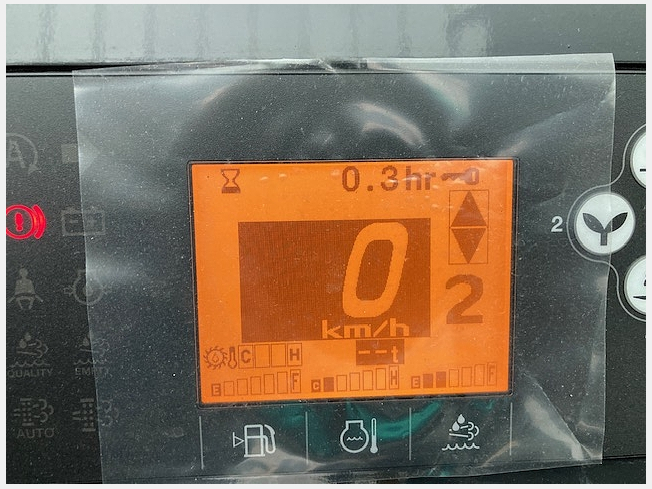 A
0.3hr
2
0
km/h
2
C H
--t
E F
C H
E F
QUALITY
EMPTY
AUTO